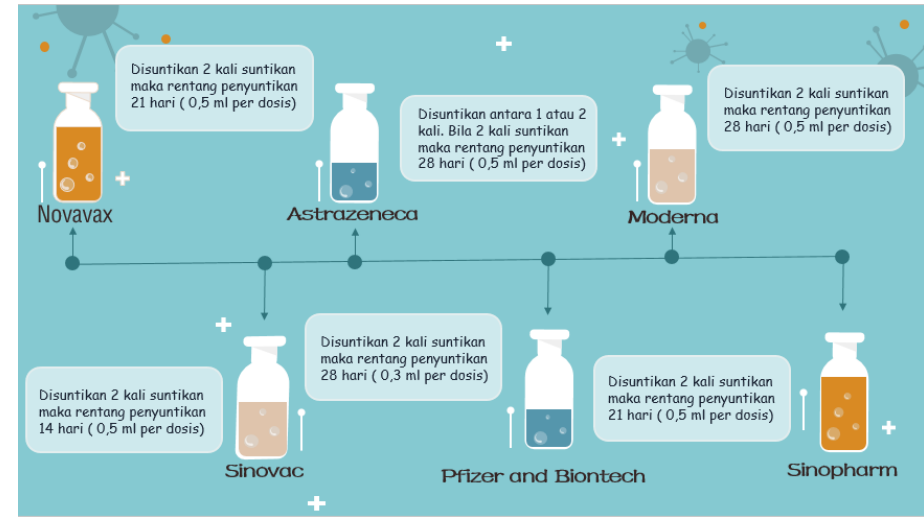 Disuntikan 2 kali suntikan
maka rentang penyuntikan
21 hari ( 0,5 ml per dosis)
Novavax
Disuntikan antara 1 atau 2
kali. Bila 2 kali suntikan
maka rentang penyuntikan
28 hari ( 0,5 ml per dosis)
Astrazeneca
Disuntikan 2 kali suntikan
maka rentang penyuntikan
28 hari ( 0,5 ml per dosis)
Moderna
Disuntikan 2 kali suntikan
maka rentang penyuntikan
14 hari ( 0,5 ml per dosis)
Sinovac
Disuntikan 2 kali suntikan
maka rentang penyuntikan
28 hari ( 0,3 ml per dosis)
Pfizer and Biontech
Disuntikan 2 kali suntikan
maka rentang penyuntikan
21 hari ( 0,5 ml per dosis)
Sinopharm